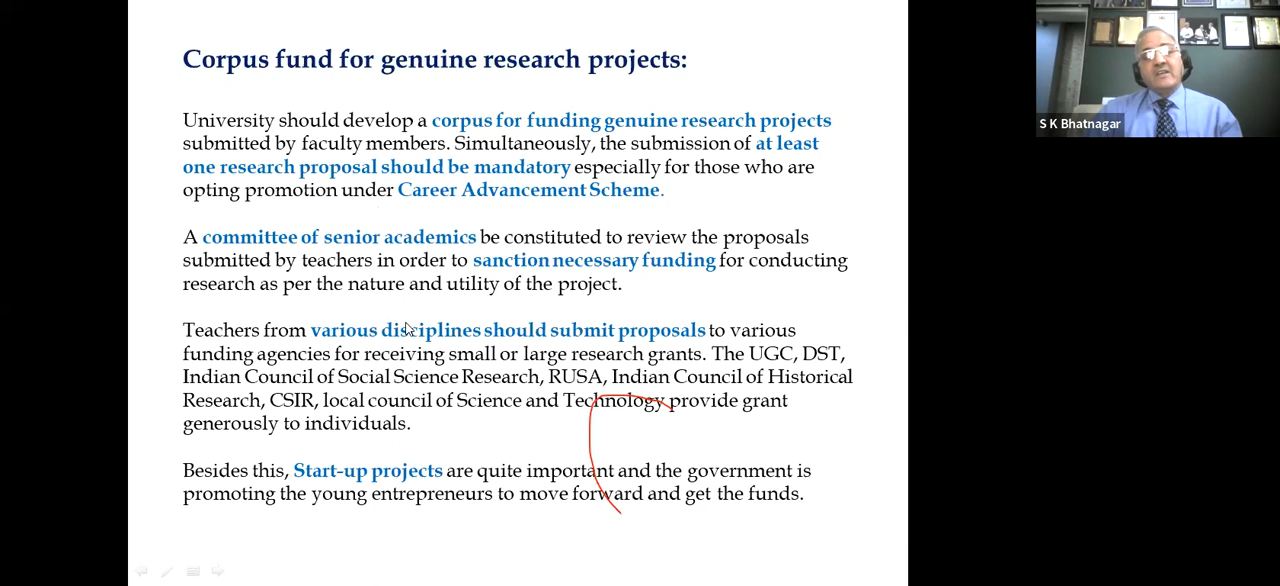 Corpus fund for genuine research projects:
University should develop a corpus for funding genuine research projects
submitted by faculty members. Simultaneously, the submission of at least
one research proposal should be mandatory especially for those who are
opting promotion under Career Advancement Scheme.
A committee of senior academics be constituted to review the proposals
submitted by teachers in order to sanction necessary funding for conducting
research as per the nature and utility of the project.
Teachers from various disciplines should submit proposals to various
funding agencies for receiving small or large research grants. The UGC, DST,
Indian Council of Social Science Research, RUSA, Indian Council of Historical
Research, CSIR, local council of Science and Technology provide grant
generously to individuals.
Besides this, Start-up projects are quite important and the government is
promoting the young entrepreneurs to move forward and get the funds.
S K Bhatnagar